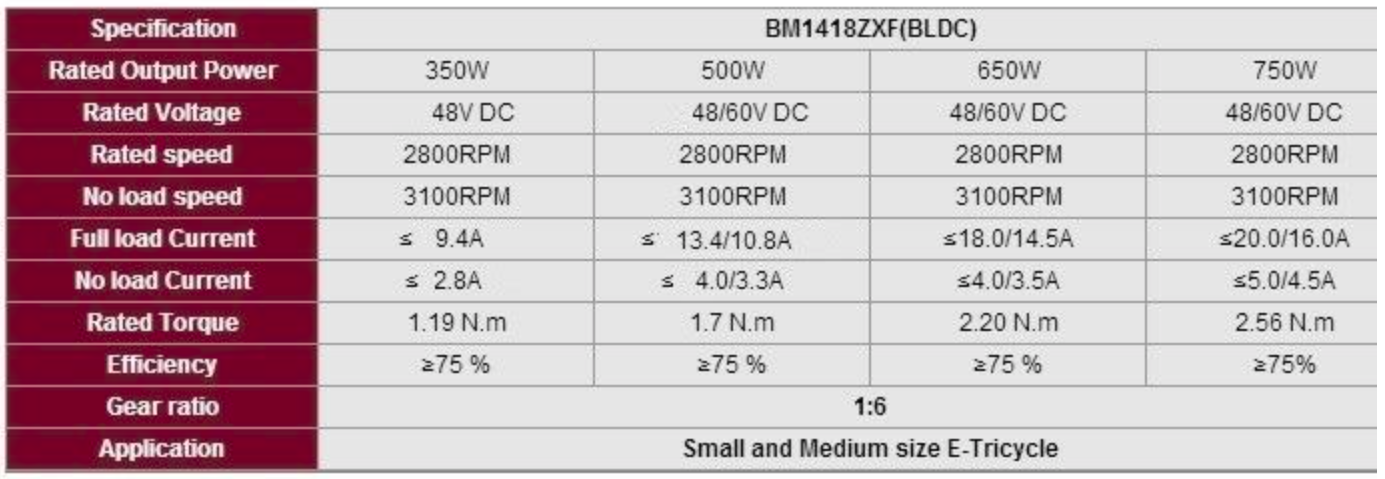 Specification BM1418ZXF(BLDC)
Rated Output Power 350W 500W 650W 750W
Rated Voltage 48V DC 48/60V DC 48/60V DC 48/60V DC
Rated speed 2800RPM 2800RPM 2800RPM 2800RPM
No load speed 3100RPM 3100RPM 3100RPM 3100RPM
Full load Current ≤ 9.4A ≤ 13.4/10.8A ≤18.0/14.5A ≤20.0/16.0A
No load Current ≤ 2.8A ≤ 4.0/3.3A ≤4.0/3.5A ≤5.0/4.5A
Rated Torque 1.19 N.m 1.7 N.m 2.20 N.m 2.56 N.m
Efficiency ≥75 % ≥75 % ≥75 % ≥75%
Gear ratio 1:6
Application Small and Medium size E-Tricycle